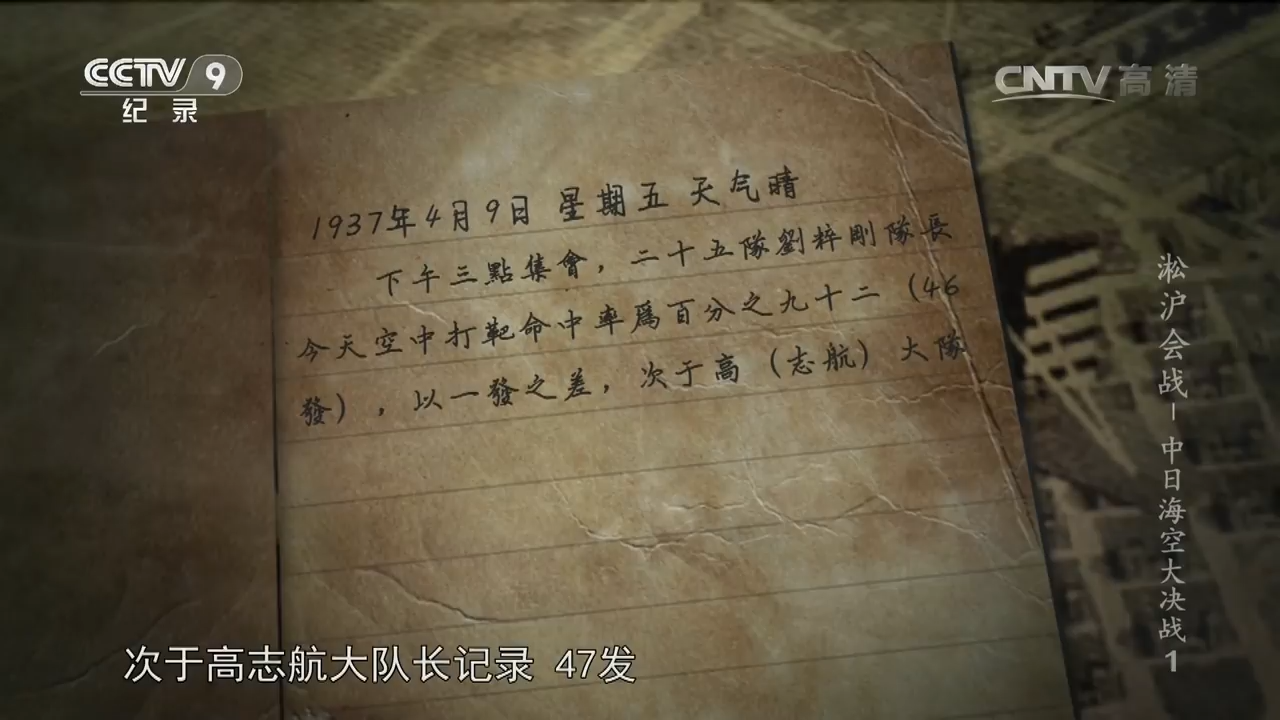 CCTV 9
纪录
CNTV高清
1937年4月9日 星期五 天气晴
下午三點集會，二十五隊劉粹剛隊長
今天空中打靶命中率爲百分之九十二（46
發），以一發之差，次于高（志航）大隊
淞沪会战－中日海空大决战 1
次于高志航大队长记录 47发